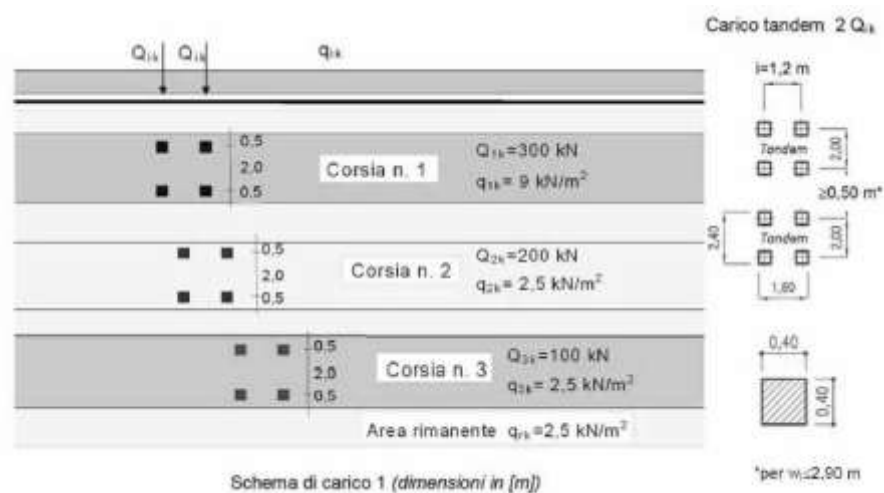 Carico tandem 2 Qik
Qik Qik qik
i=1,2 m
Tandem
2,00
≥0,50 m*
0.5
2.0
0.5
Corsia n. 1
Q1k=300 kN
q1k= 9 kN/m²
0,5
2,0
0,5
Corsia n. 2
Q2k=200 kN
q2k= 2,5 kN/m²
2,40
Tandem
2,00
1,60
0.5
2.0
0.5
Corsia n. 3
Q3k=100 kN
q3k= 2,5 kN/m²
0,40
0,40
Area rimanente qrk=2,5 kN/m²
Schema di carico 1 (dimensioni in [m])
*per wl≤2,90 m